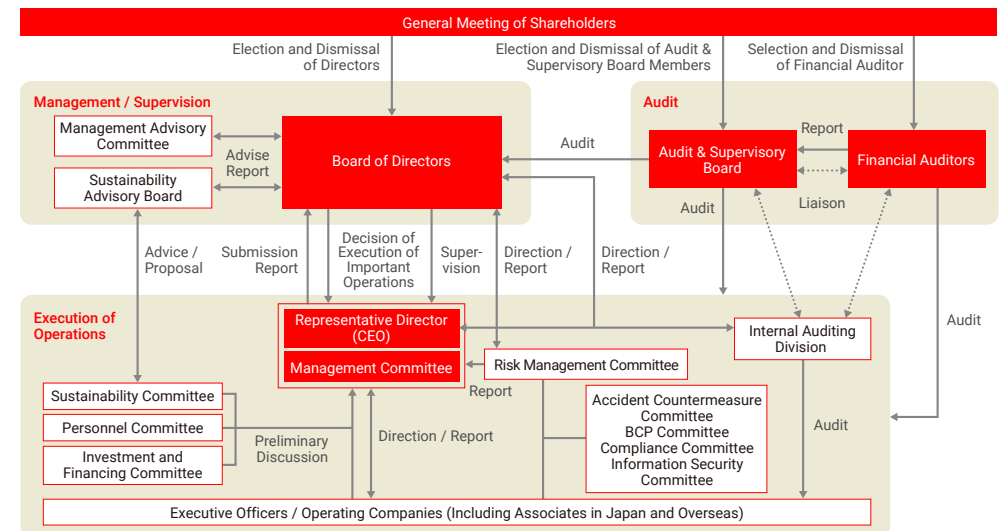 General Meeting of Shareholders
Election and Dismissal
of Directors
Election and Dismissal of Audit &
Supervisory Board Members
Selection and Dismissal
of Financial Auditor
Management / Supervision
Audit
Management Advisory
Committee
Advise
Report
Sustainability
Advisory Board
Board of Directors
Audit
Audit & Supervisory
Board
Report
Liaison
Financial Auditors
Audit
Advice /
Proposal
Submission
Report
Decision of
Execution of
Important
Operations
Super-
vision
Direction /
Report
Direction /
Report
Execution of
Operations
Representative Director
(CEO)
Management Committee
Risk Management Committee
Report
Internal Auditing
Division
Audit
Sustainability Committee
Personnel Committee
Investment and
Financing Committee
Preliminary
Discussion
Direction / Report
Accident Countermeasure
Committee
BCP Committee
Compliance Committee
Information Security
Committee
Audit
Executive Officers / Operating Companies (Including Associates in Japan and Overseas)